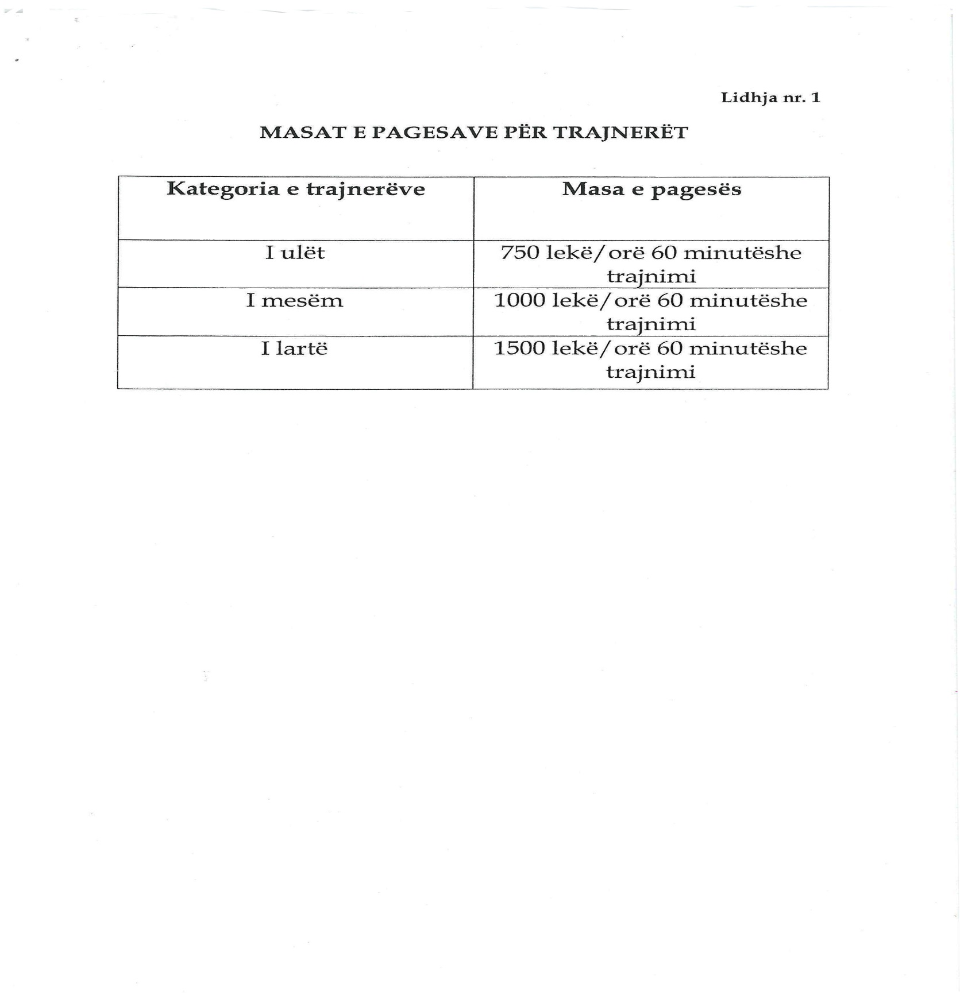 Lidhja nr. 1
MASAT E PAGESAVE PËR TRAJNERËT
Kategoria e trajnerëve
Masa e pagesës
I ulët
750 lekë/orë 60 minutëshe
trajnimi
I mesëm
1000 lekë/orë 60 minutëshe
trajnimi
I lartë
1500 lekë/orë 60 minutëshe
trajnimi